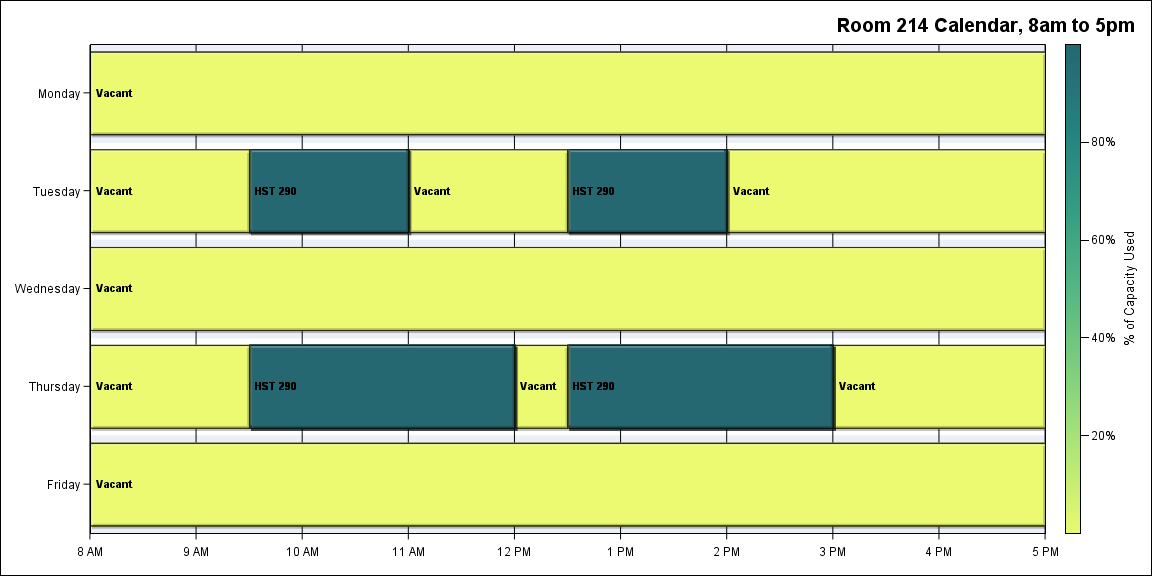 Room 214 Calendar, 8am to 5pm
Monday
Vacant
Tuesday
Vacant
HST 290
Vacant
HST 290
Vacant
Wednesday
Vacant
Thursday
Vacant
HST 290
Vacant
HST 290
Vacant
Friday
Vacant
8 AM
9 AM
10 AM
11 AM
12 PM
1 PM
2 PM
3 PM
4 PM
5 PM
80%
60%
40%
20%
% of Capacity Used